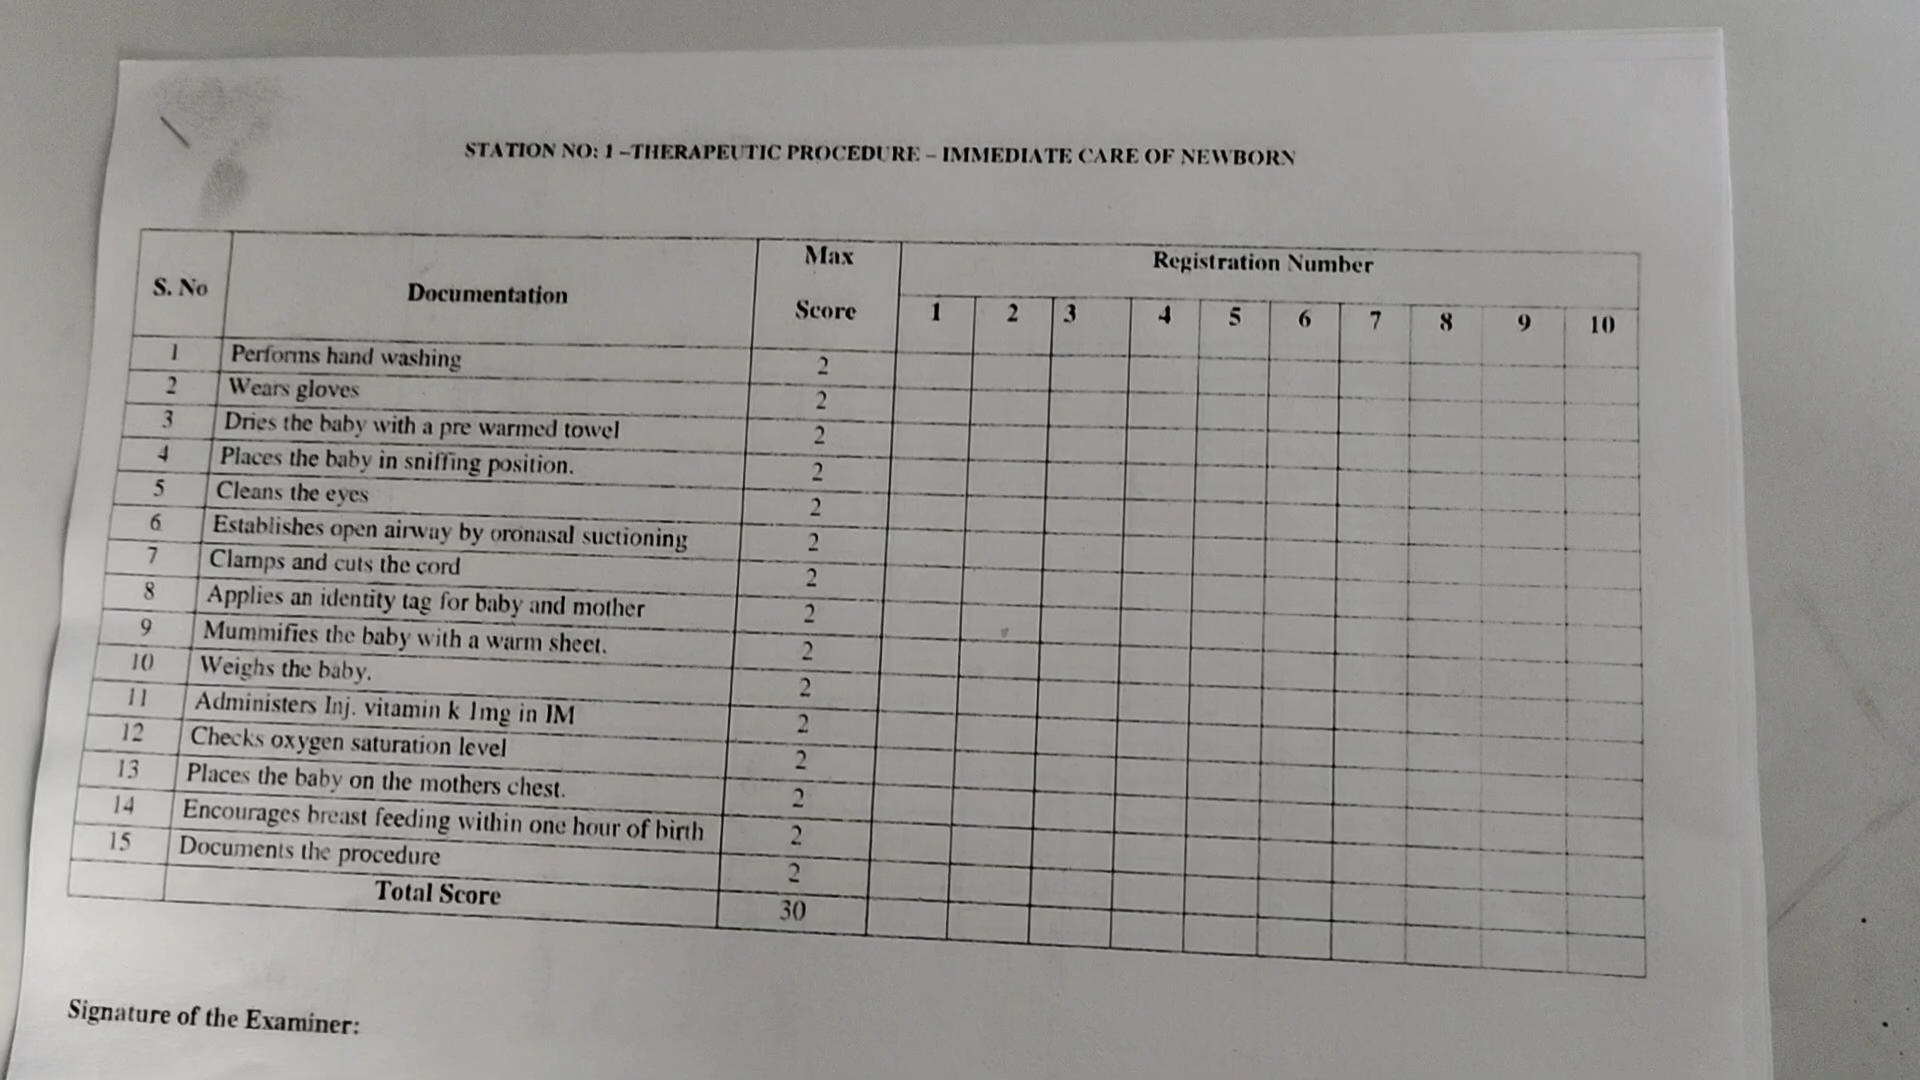 STATION NO: 1 –THERAPEUTIC PROCEDURE – IMMEDIATE CARE OF NEWBORN
S. No Documentation Max Score Registration Number
1 2 3 4 5 6 7 8 9 10
1 Performs hand washing 2
2 Wears gloves 2
3 Dries the baby with a pre warmed towel 2
4 Places the baby in sniffing position. 2
5 Cleans the eyes 2
6 Establishes open airway by oronasal suctioning 2
7 Clamps and cuts the cord 2
8 Applies an identity tag for baby and mother 2
9 Mummifies the baby with a warm sheet. 2
10 Weighs the baby. 2
11 Administers Inj. vitamin k 1mg in IM 2
12 Checks oxygen saturation level 2
13 Places the baby on the mothers chest. 2
14 Encourages breast feeding within one hour of birth 2
15 Documents the procedure 2
Total Score 30
Signature of the Examiner: